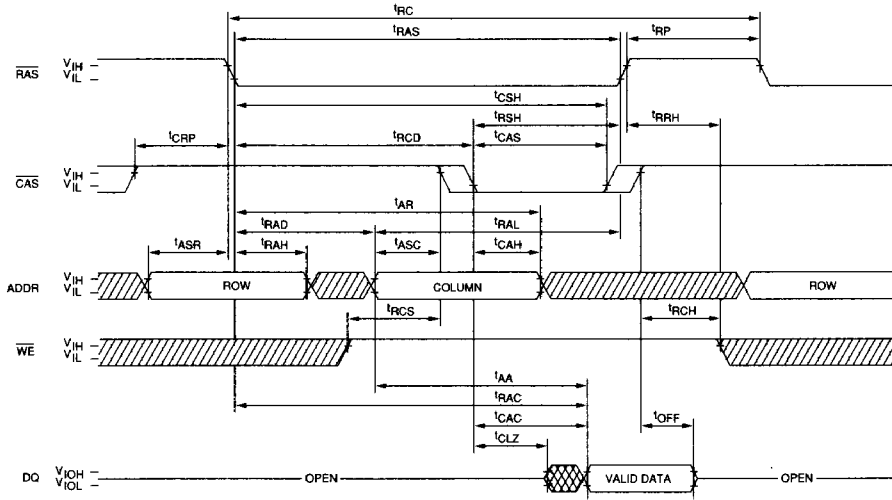 tRC
tRAS
tRP
RAS
VIH
VIL
tCSH
tRSH
tRRH
tCRP
tRCD
tCAS
CAS
VIH
VIL
tAR
tRAD
tRAL
tASR
tRAH
tASC
tCAH
ADDR
VIH
VIL
ROW
COLUMN
ROW
tRCS
tRCH
WE
VIH
VIL
tAA
tRAC
tCAC
tOFF
tCLZ
DQ
VIOH
VIOL
OPEN
VALID DATA
OPEN